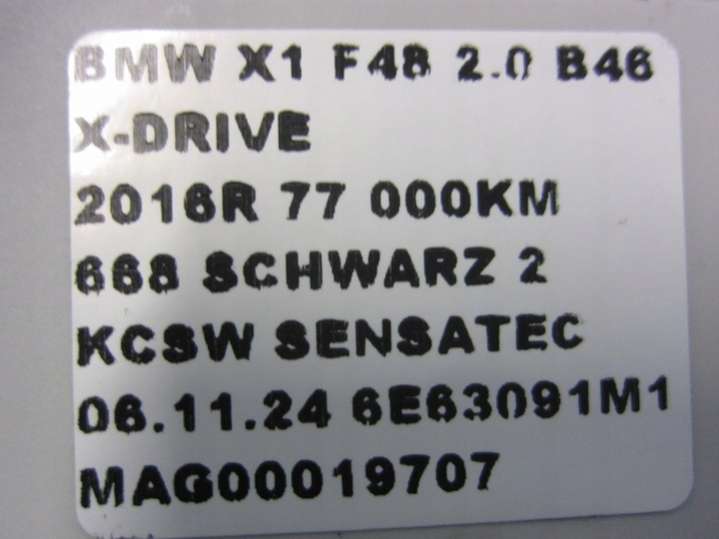 BMW X1 F48 2.0 B46
X-DRIVE
2016R 77 000KM
668 SCHWARZ 2
KCSW SENSATEC
06.11.24 6E63091M1
MAG00019707